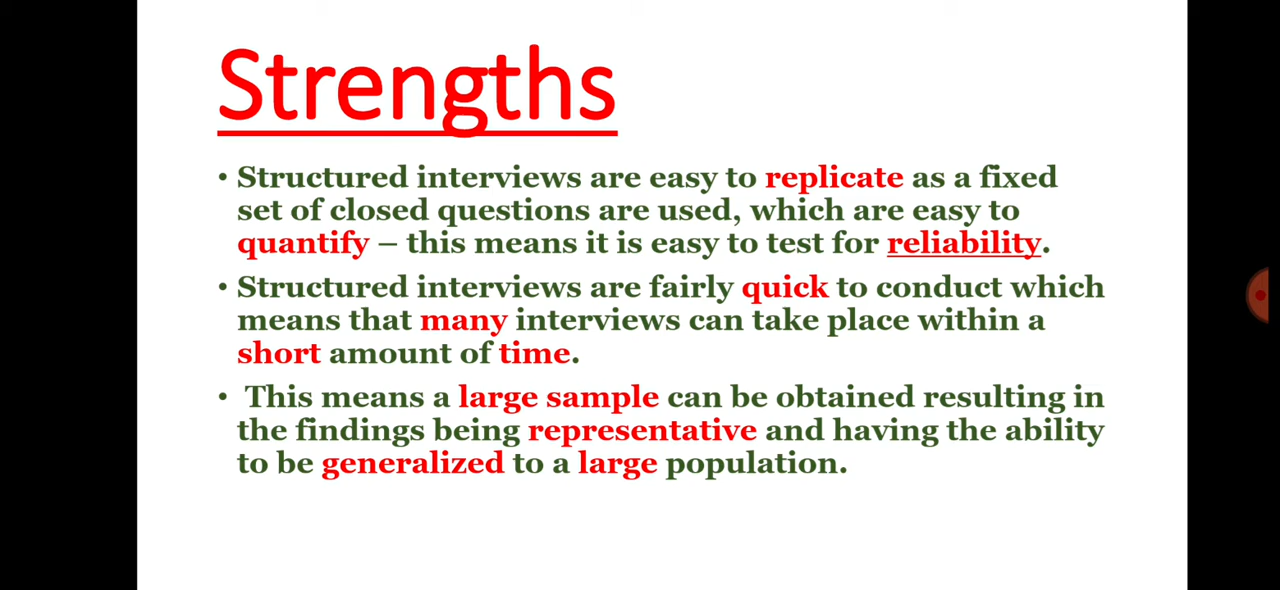 Strengths
• Structured interviews are easy to replicate as a fixed
set of closed questions are used, which are easy to
quantify – this means it is easy to test for reliability.
• Structured interviews are fairly quick to conduct which
means that many interviews can take place within a
short amount of time.
• This means a large sample can be obtained resulting in
the findings being representative and having the ability
to be generalized to a large population.